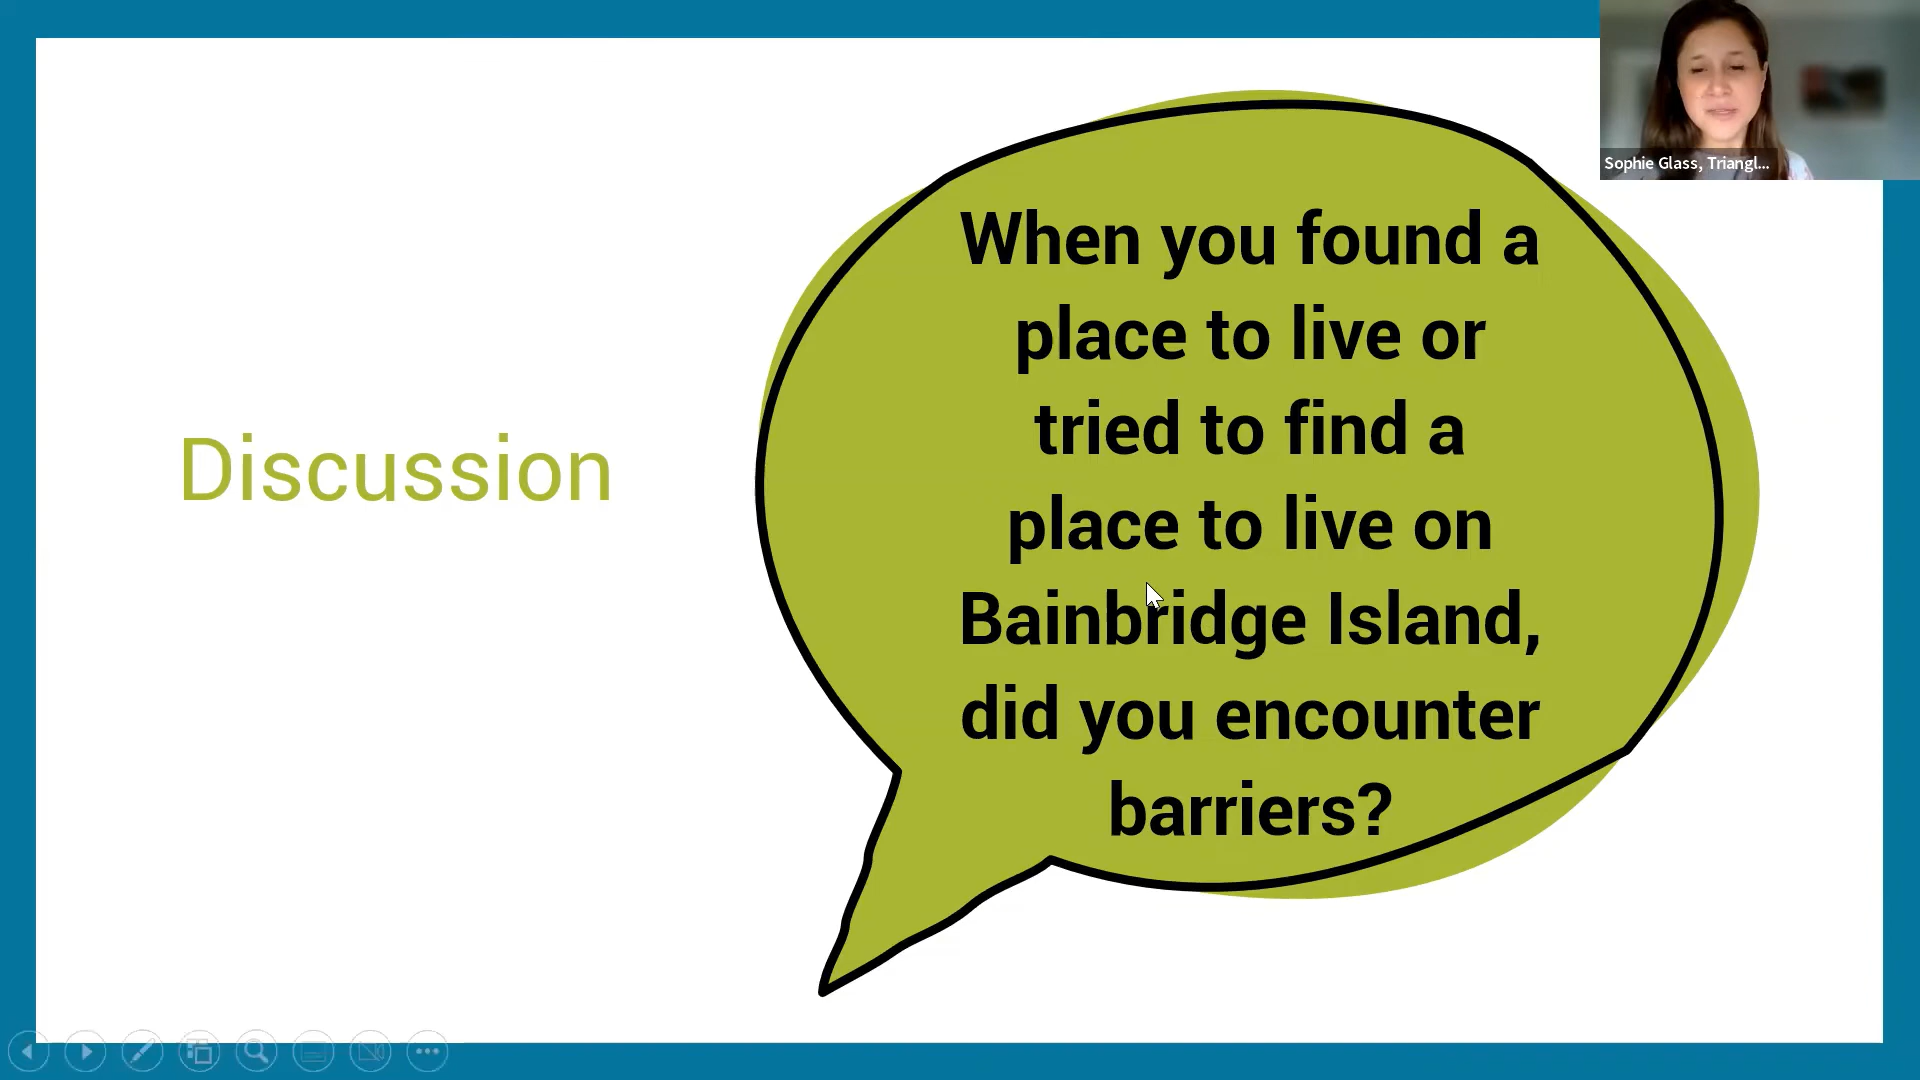 Sophie Glass, Triangl...
Discussion
When you found a
place to live or
tried to find a
place to live on
Bainbridge Island,
did you encounter
barriers?